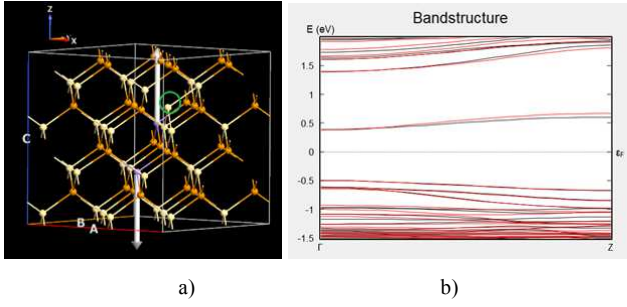 Z
X
C
B
A
a)
Bandstructure
E (eV)
1.5
1
0.5
0
εF
-0.5
-1
-1.5
Γ
Z
b)